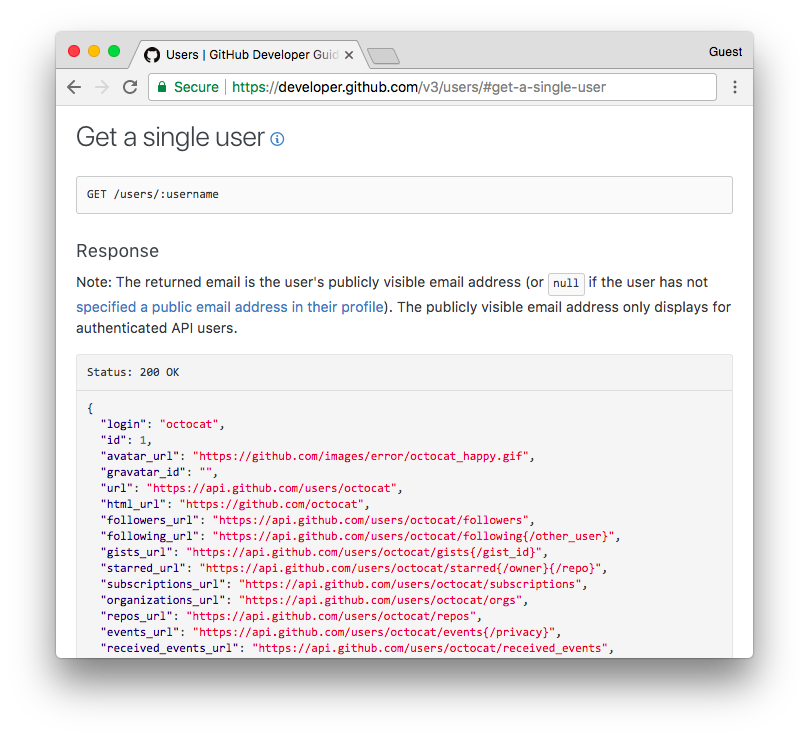 Users | GitHub Developer Guid
Guest
Secure
https://developer.github.com/v3/users/#get-a-single-user
Get a single user
GET /users/:username
Response
Note: The returned email is the user's publicly visible email address (or null if the user has not
specified a public email address in their profile). The publicly visible email address only displays for
authenticated API users.
Status: 200 OK
{
  "login": "octocat",
  "id": 1,
  "avatar_url": "https://github.com/images/error/octocat_happy.gif",
  "gravatar_id": "",
  "url": "https://api.github.com/users/octocat",
  "html_url": "https://github.com/octocat",
  "followers_url": "https://api.github.com/users/octocat/followers",
  "following_url": "https://api.github.com/users/octocat/following{/other_user}",
  "gists_url": "https://api.github.com/users/octocat/gists{/gist_id}",
  "starred_url": "https://api.github.com/users/octocat/starred{/owner}{/repo}",
  "subscriptions_url": "https://api.github.com/users/octocat/subscriptions",
  "organizations_url": "https://api.github.com/users/octocat/orgs",
  "repos_url": "https://api.github.com/users/octocat/repos",
  "events_url": "https://api.github.com/users/octocat/events{/privacy}",
  "received_events_url": "https://api.github.com/users/octocat/received_events",